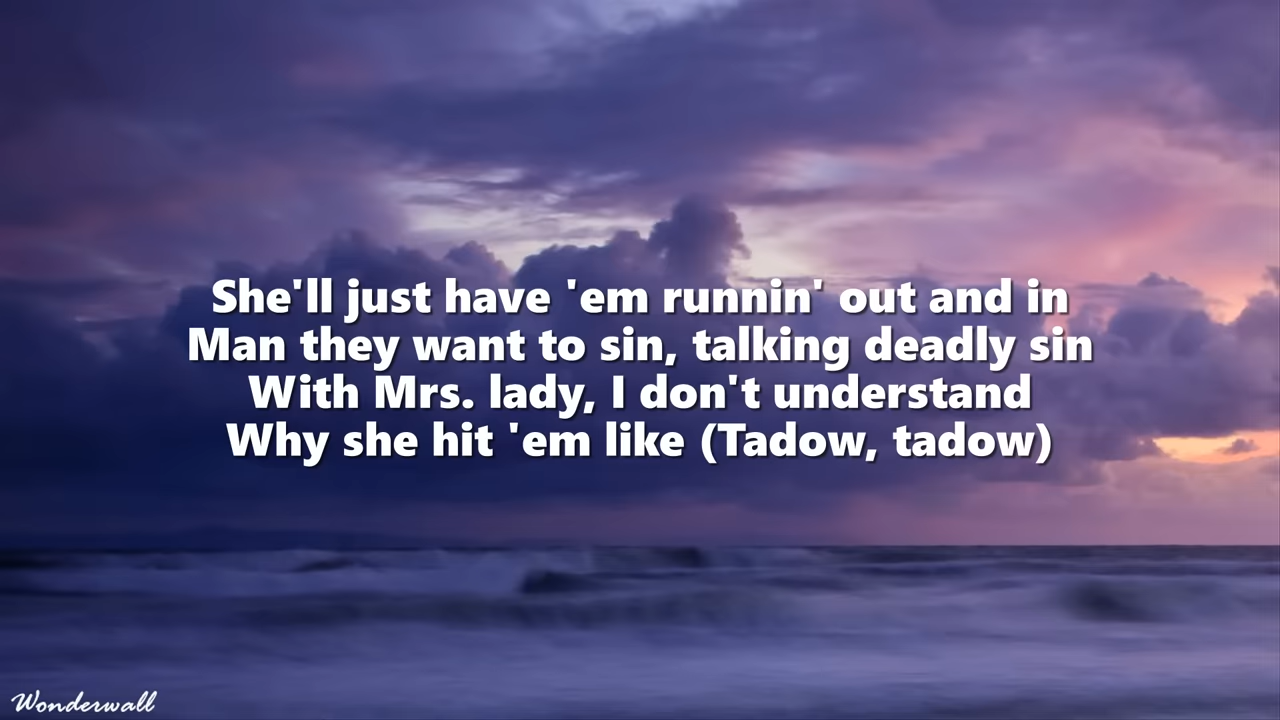 She'll just have 'em runnin' out and in
Man they want to sin, talking deadly sin
With Mrs. lady, I don't understand
Why she hit 'em like (Tadow, tadow)
Wonderwall